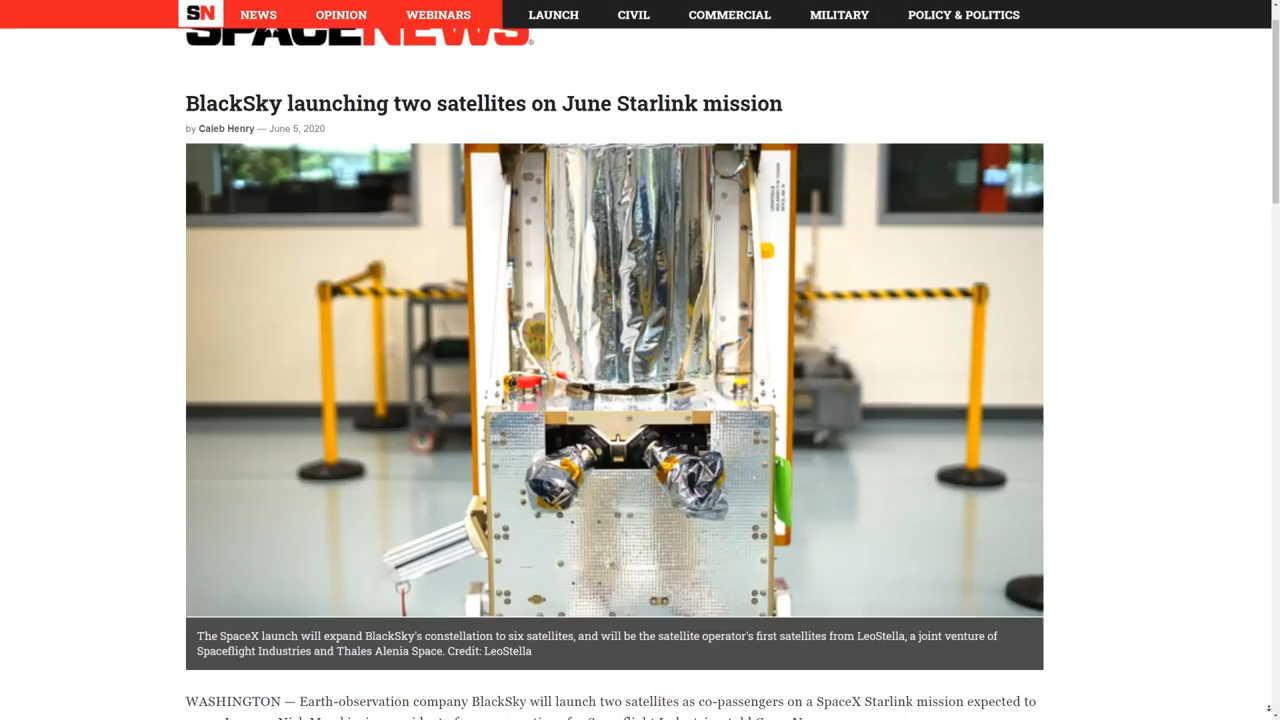 SN NEWS OPINION WEBINARS LAUNCH CIVIL COMMERCIAL MILITARY POLICY & POLITICS
SPACENEWS®
BlackSky launching two satellites on June Starlink mission
by Caleb Henry — June 5, 2020
The SpaceX launch will expand BlackSky's constellation to six satellites, and will be the satellite operator's first satellites from LeoStella, a joint venture of
Spaceflight Industries and Thales Alenia Space. Credit: LeoStella
WASHINGTON — Earth-observation company BlackSky will launch two satellites as co-passengers on a SpaceX Starlink mission expected to